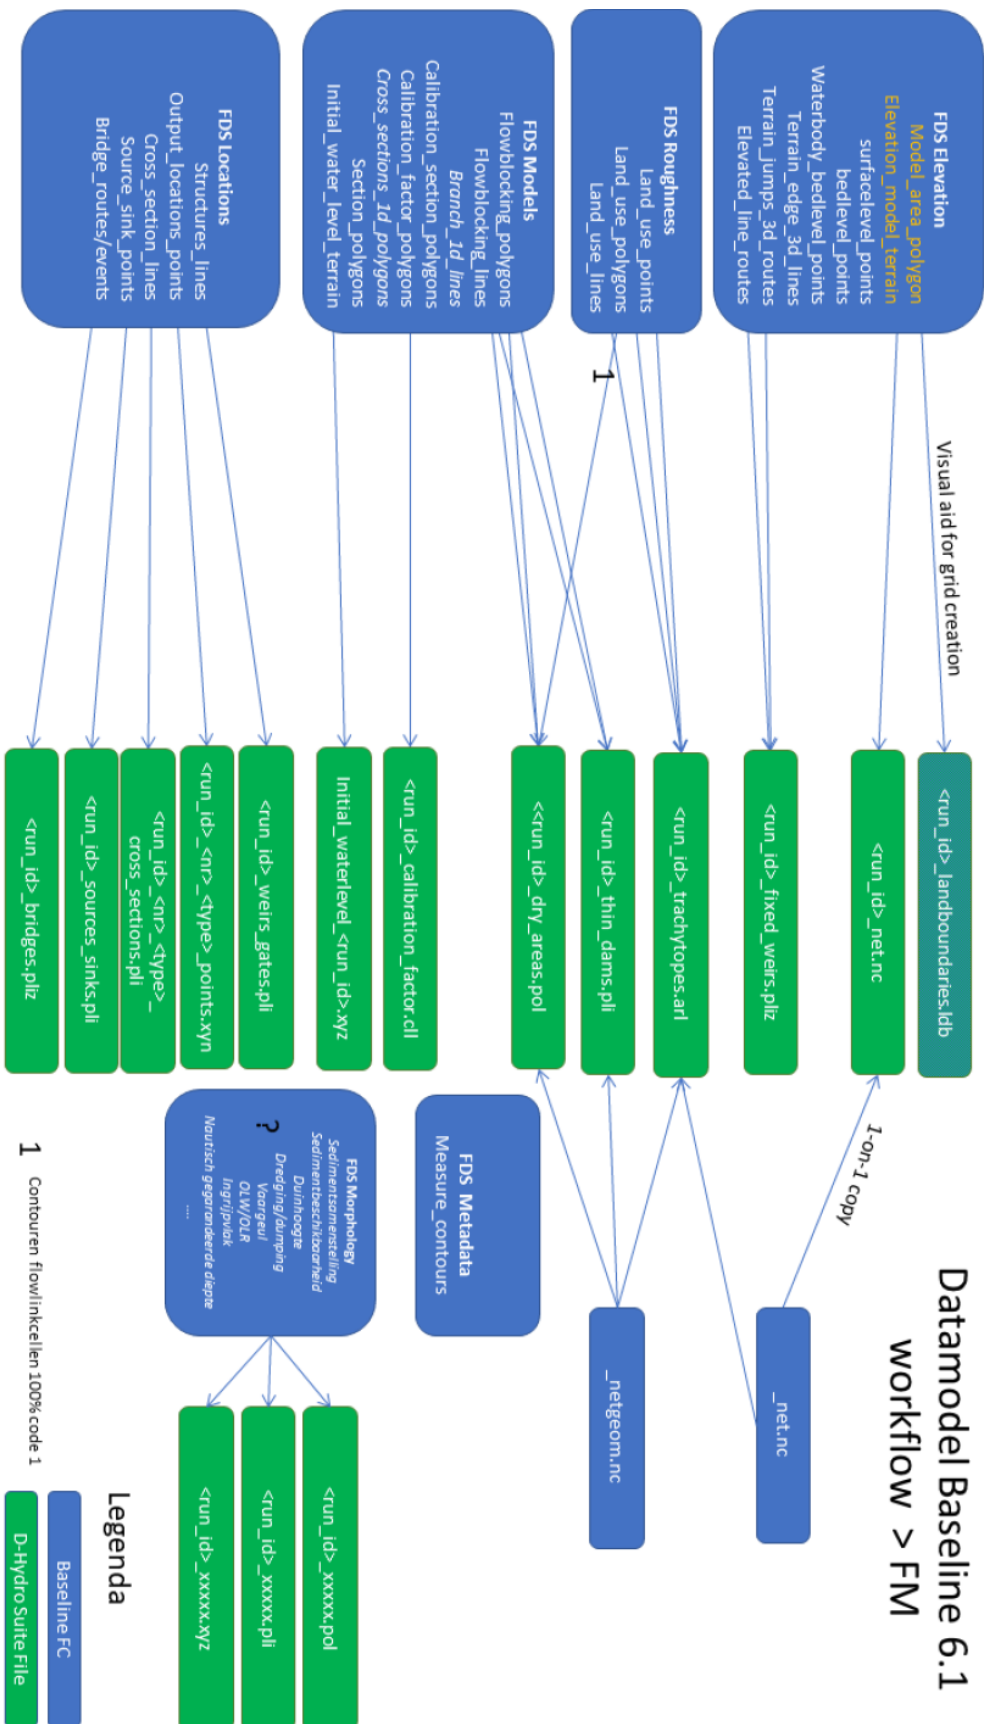 Datamodel Baseline 6.1
workflow > FM
FDS Elevation
Model_area_polygon
Elevation_model_terrain
surfacelevel_points
bedlevel_points
Waterbody_bedlevel_points
Terrain_edge_3d_lines
Terrain_jumps_3d_routes
Elevated_line_routes
FDS Roughness
Land_use_points
Land_use_polygons
Land_use_lines
FDS Models
Flowblocking_polygons
Flowblocking_lines
Branch_1d_lines
Calibration_section_polygons
Calibration_factor_polygons
Cross_sections_1d_polygons
Section_polygons
Initial_water_level_terrain
FDS Locations
Structures_lines
Output_locations_points
Cross_section_lines
Source_sink_points
Bridge_routes/events
Visual aid for grid creation
1
<run_id>_landboundaries.ldb
<run_id>_net.nc
<run_id>_fixed_weirs.pliz
<run_id>_trachytopes.arl
<run_id>_thin_dams.pli
<<run_id>_dry_areas.pol
<run_id>_calibration_factor.cll
Initial_waterlevel_<run_id>.xyz
<run_id>_weirs_gates.pli
<run_id>_<nr>_<type>_points.xyn
<run_id>_<nr>_<type>_
cross_sections.pli
<run_id>_sources_sinks.pli
<run_id>_bridges.pliz
1-on-1 copy
_net.nc
_netgeom.nc
FDS Metadata
Measure_contours
FDS Morphology
Sedimentsamenstelling
Sedimentbeschikbaarheid
Duinhoogte
Dredging/dumping
?
Vaargeul
OLW/OLR
Ingrijpvlak
Nautisch gegarandeerde diepte
....
<run_id>_xxxxx.pol
<run_id>_xxxxx.pli
<run_id>_xxxxx.xyz
1 Contouren flowlinkcellen 100% code 1
Legenda
Baseline FC
D-Hydro Suite File